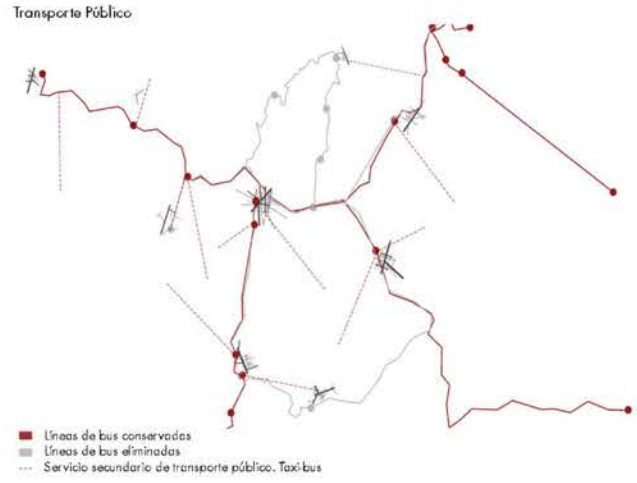 Transporte Público
Líneas de bus conservadas
Líneas de bus eliminadas
Servicio secundario de transporte público. Taxi-bus